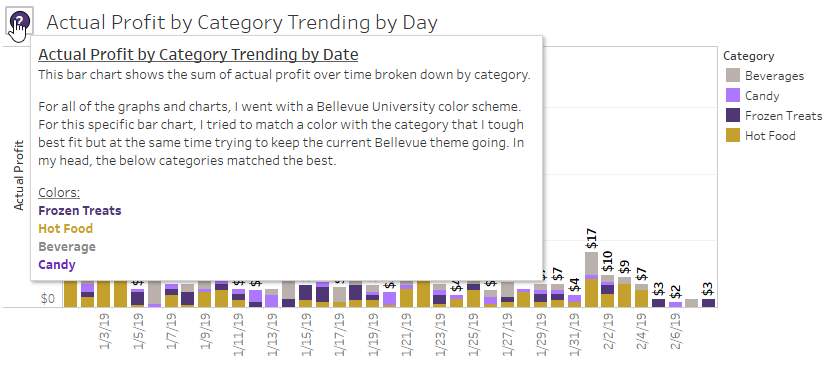 ?
Actual Profit by Category Trending by Day
Actual Profit by Category Trending by Date
This bar chart shows the sum of actual profit over time broken down by category.
For all of the graphs and charts, I went with a Bellevue University color scheme.
For this specific bar chart, I tried to match a color with the category that I tough
best fit but at the same time trying to keep the current Bellevue theme going. In
my head, the below categories matched the best.
Colors:
Frozen Treats
Hot Food
Beverage
Candy
Category
Beverages
Candy
Frozen Treats
Hot Food
Actual Profit
$0
$17
$10
$9
$7
$7
$4
$3
$2
$3
1/3/19
1/5/19
1/7/19
1/9/19
1/11/19
1/13/19
1/15/19
1/17/19
1/19/19
1/21/19
1/23/19
1/25/19
1/27/19
1/29/19
1/31/19
2/2/19
2/4/19
2/6/19